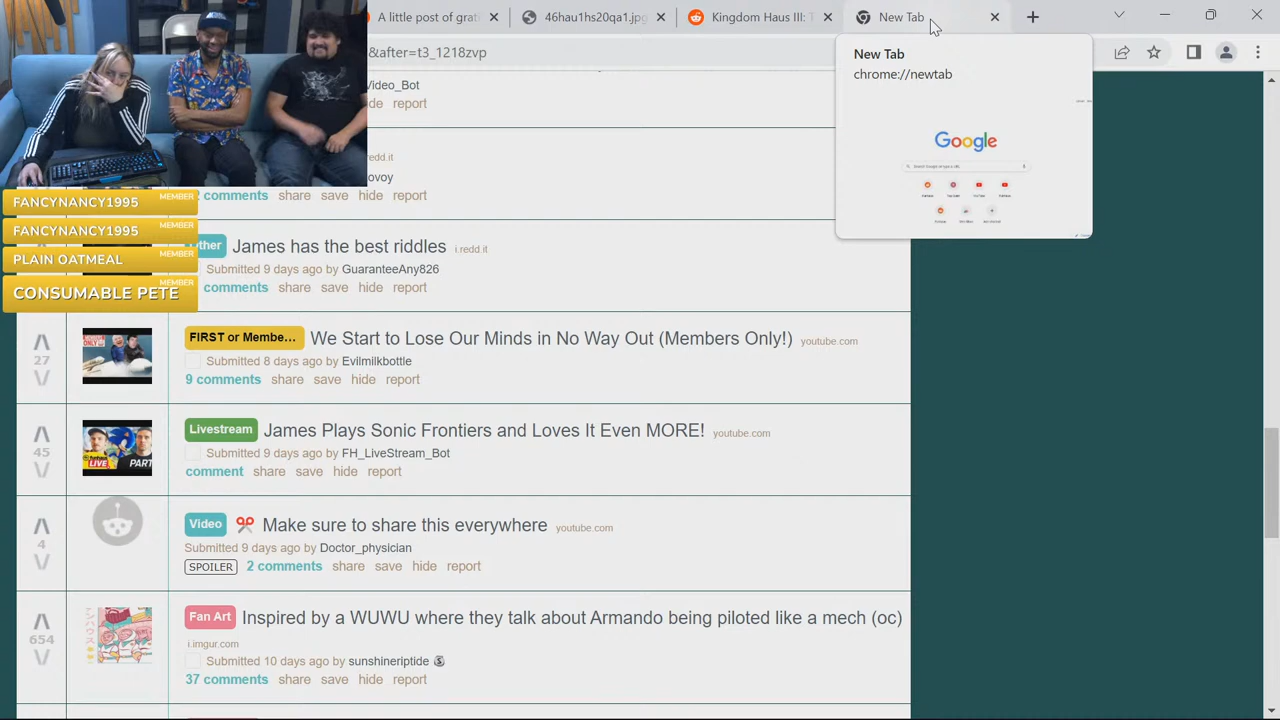 A little post of grat
46hau1hs20qa1.jpg
Kingdom Haus III: T
New Tab
&after=t3_1218zvp
New Tab
chrome://newtab
Google
Search Google or type a URL
Video_Bot
hide report
.redd.it
ovoy
comments share save hide report
FANCYNANCY1995 MEMBER
FANCYNANCY1995 MEMBER
PLAIN OATMEAL MEMBER
CONSUMABLE PETE MEMBER
ther James has the best riddles i.redd.it
Submitted 9 days ago by GuaranteeAny826
comments share save hide report
27
FIRST or Membe... We Start to Lose Our Minds in No Way Out (Members Only!) youtube.com
Submitted 8 days ago by Evilmilkbottle
9 comments share save hide report
45
LIVE PART
Livestream James Plays Sonic Frontiers and Loves It Even MORE! youtube.com
Submitted 9 days ago by FH_LiveStream_Bot
comment share save hide report
4
Video Make sure to share this everywhere youtube.com
Submitted 9 days ago by Doctor_physician
SPOILER 2 comments share save hide report
654
Fan Art Inspired by a WUWU where they talk about Armando being piloted like a mech (oc)
i.imgur.com
Submitted 10 days ago by sunshineriptide
37 comments share save hide report